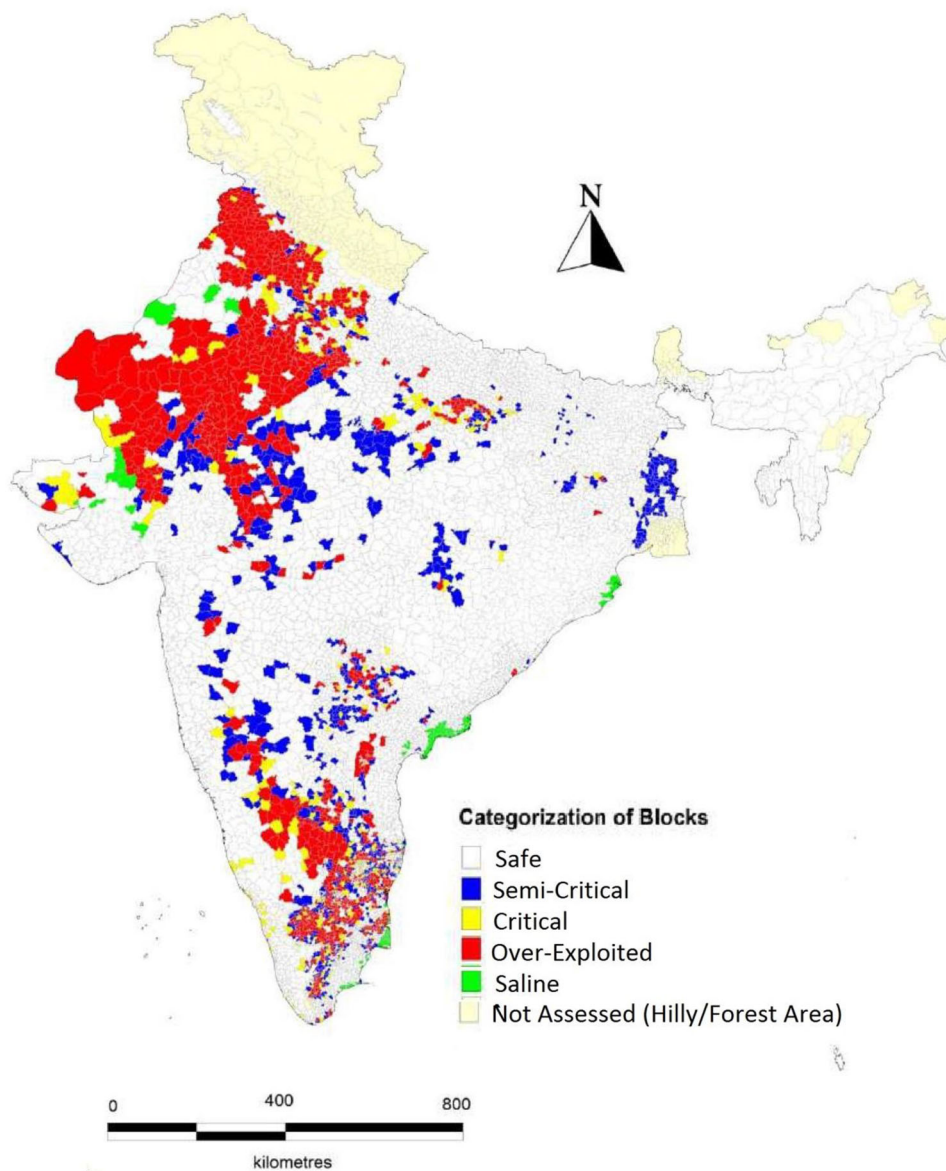 N
Categorization of Blocks
Safe
Semi-Critical
Critical
Over-Exploited
Saline
Not Assessed (Hilly/Forest Area)
0 400 800
kilometres